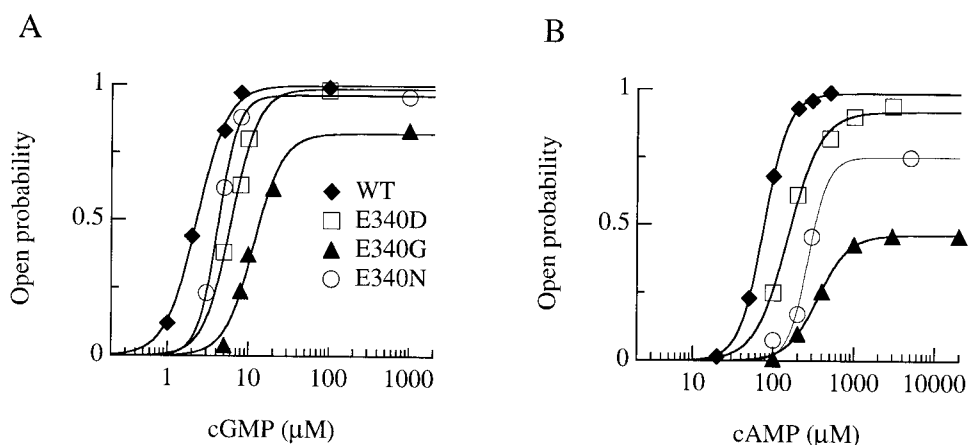 A
B
1
0.5
0
Open probability
WT
E340D
E340G
E340N
1
10
100
1000
cGMP (μM)
1
0.5
0
Open probability
10
100
1000
10000
cAMP (μM)